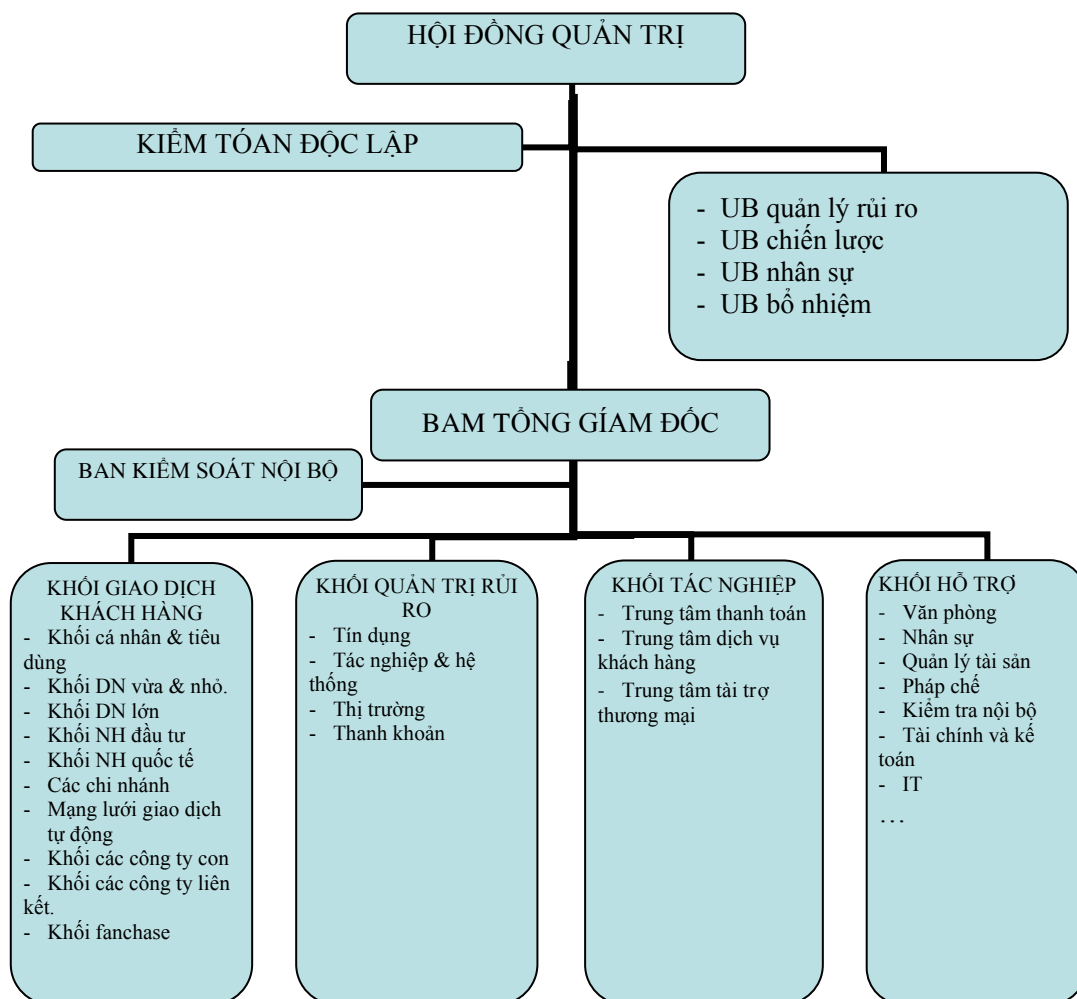 HỘI ĐỒNG QUẢN TRỊ
KIỂM TÓAN ĐỘC LẬP
- UB quản lý rủi ro
- UB chiến lược
- UB nhân sự
- UB bổ nhiệm
BAM TỔNG GÍAM ĐỐC
BAN KIỂM SOÁT NỘI BỘ
KHỐI GIAO DỊCH
KHÁCH HÀNG
- Khối cá nhân & tiêu
dùng
- Khối DN vừa & nhỏ.
- Khối DN lớn
- Khối NH đầu tư
- Khối NH quốc tế
- Các chi nhánh
- Mạng lưới giao dịch
tự động
- Khối các công ty con
- Khối các công ty liên
kết.
- Khối fanchase
KHỐI QUẢN TRỊ RỦI
RO
- Tín dụng
- Tác nghiệp & hệ
thống
- Thị trường
- Thanh khoản
KHỐI TÁC NGHIỆP
- Trung tâm thanh toán
- Trung tâm dịch vụ
khách hàng
- Trung tâm tài trợ
thương mại
KHỐI HỖ TRỢ
- Văn phòng
- Nhân sự
- Quản lý tài sản
- Pháp chế
- Kiểm tra nội bộ
- Tài chính và kế
toán
- IT
…